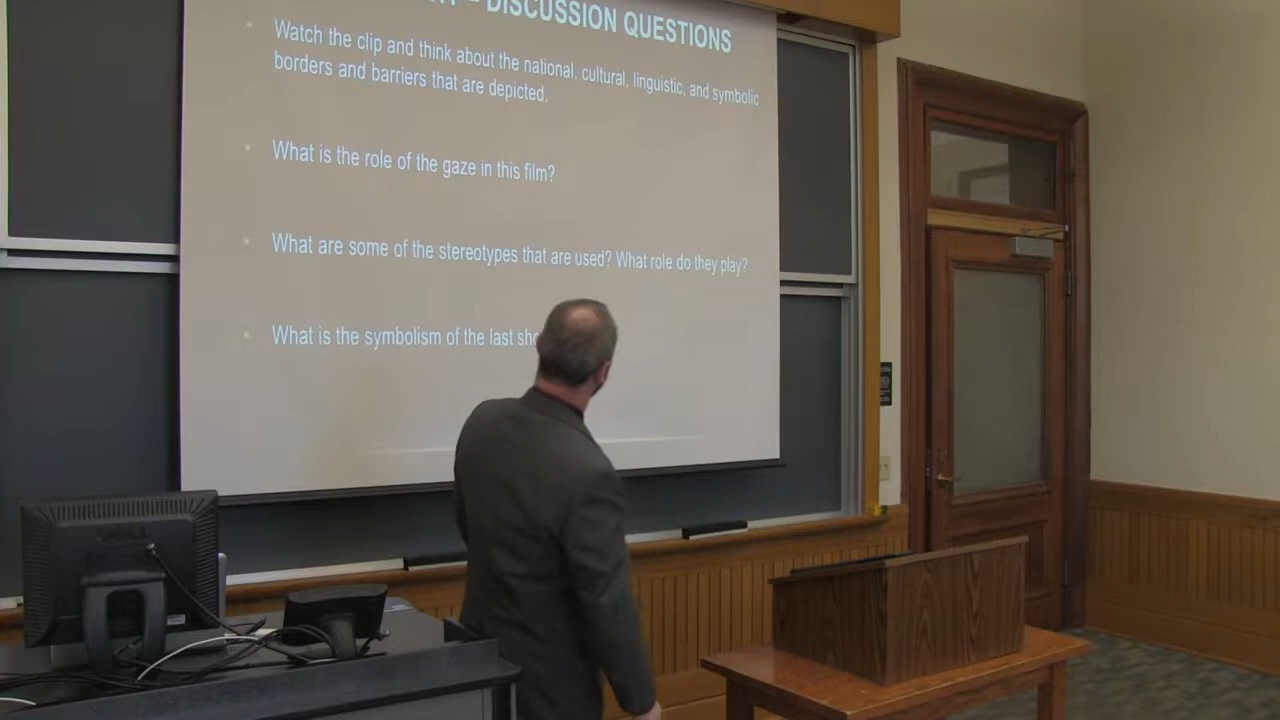 – DISCUSSION QUESTIONS
Watch the clip and think about the national, cultural, linguistic, and symbolic
borders and barriers that are depicted.
What is the role of the gaze in this film?
What are some of the stereotypes that are used? What role do they play?
What is the symbolism of the last